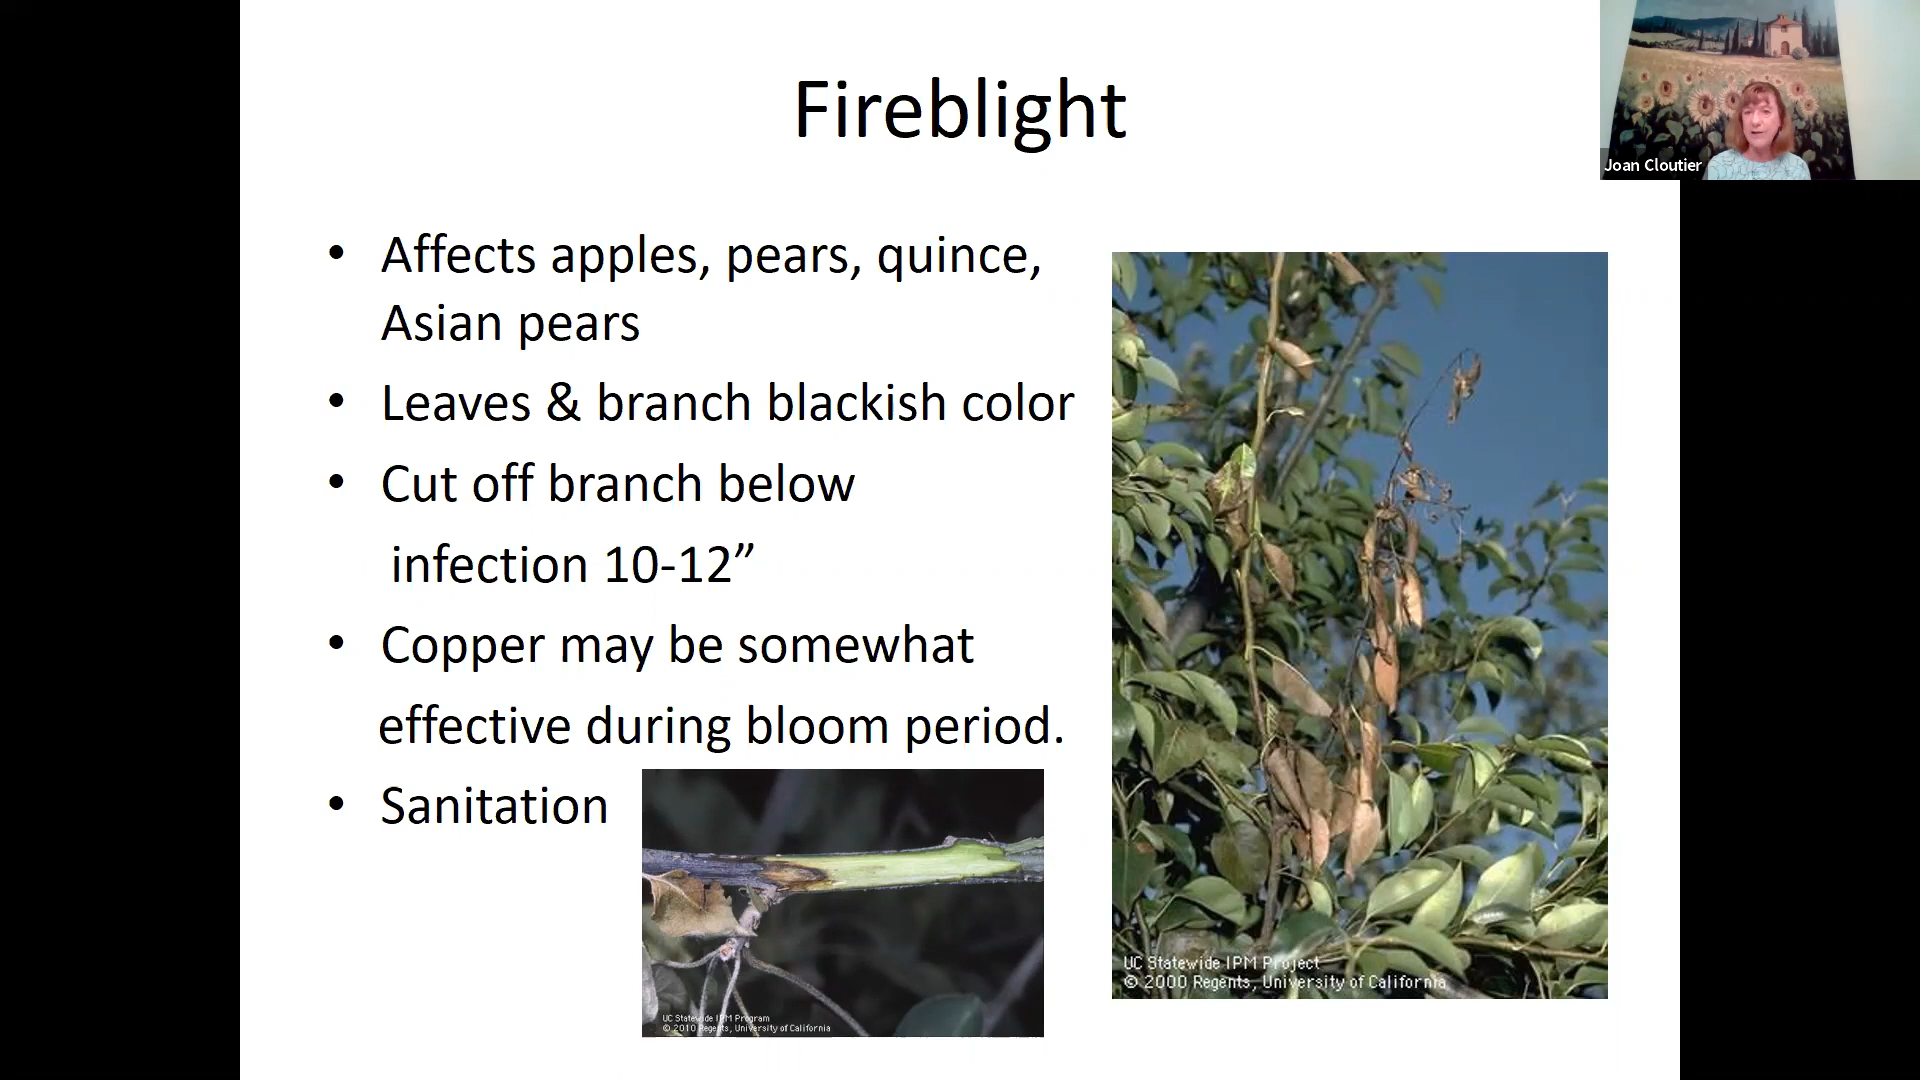 Fireblight
Joan Cloutier
• Affects apples, pears, quince,
Asian pears
• Leaves & branch blackish color
• Cut off branch below
infection 10-12”
• Copper may be somewhat
effective during bloom period.
• Sanitation
UC Statewide IPM Project
© 2000 Regents, University of California
UC Statewide IPM Program
© 2010 Regents, University of California